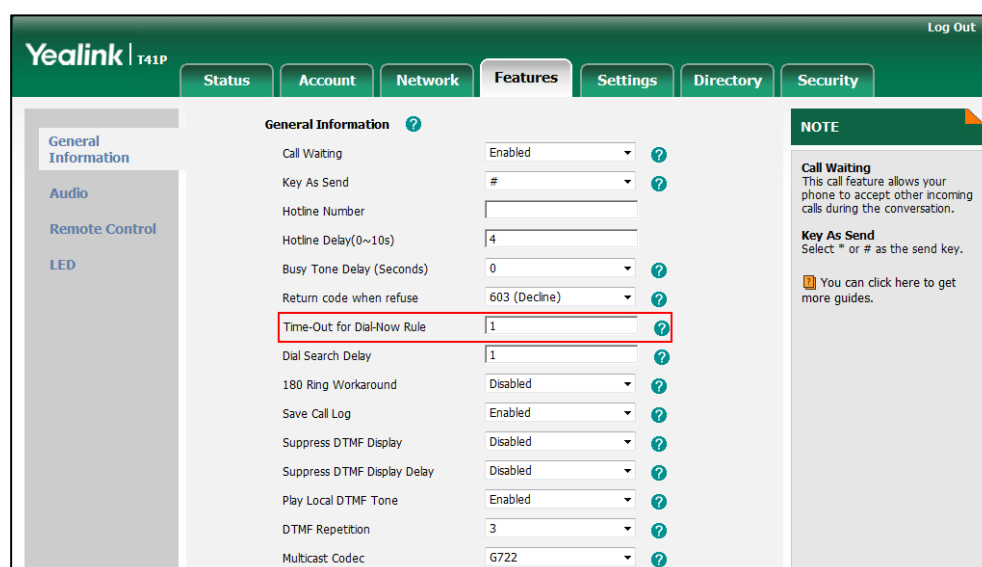 Log Out
Yealink | T41P
Status Account Network Features Settings Directory Security
General Information
Audio
Remote Control
LED
General Information ?
Call Waiting Enabled ?
Key As Send # ?
Hotline Number
Hotline Delay(0~10s) 4
Busy Tone Delay (Seconds) 0 ?
Return code when refuse 603 (Decline) ?
Time-Out for Dial-Now Rule 1 ?
Dial Search Delay 1 ?
180 Ring Workaround Disabled ?
Save Call Log Enabled ?
Suppress DTMF Display Disabled ?
Suppress DTMF Display Delay Disabled ?
Play Local DTMF Tone Enabled ?
DTMF Repetition 3 ?
Multicast Codec G722 ?
NOTE
Call Waiting
This call feature allows your
phone to accept other incoming
calls during the conversation.
Key As Send
Select * or # as the send key.
? You can click here to get
more guides.